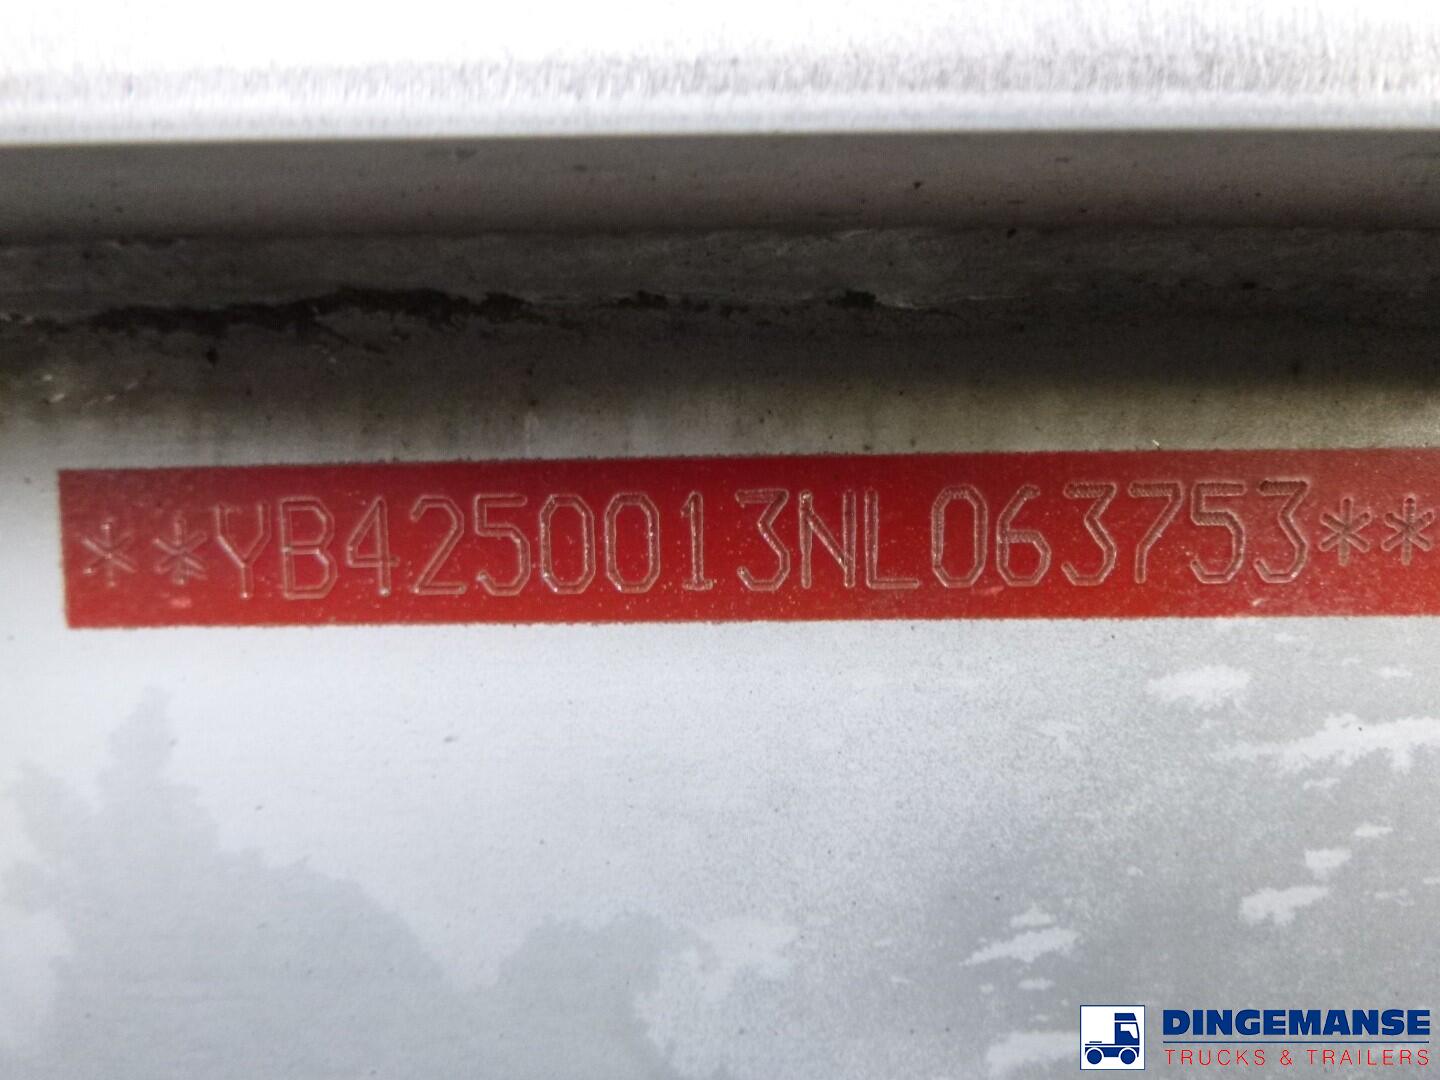 **YB4250013NL063753**
DINGEMANSE
TRUCKS & TRAILERS